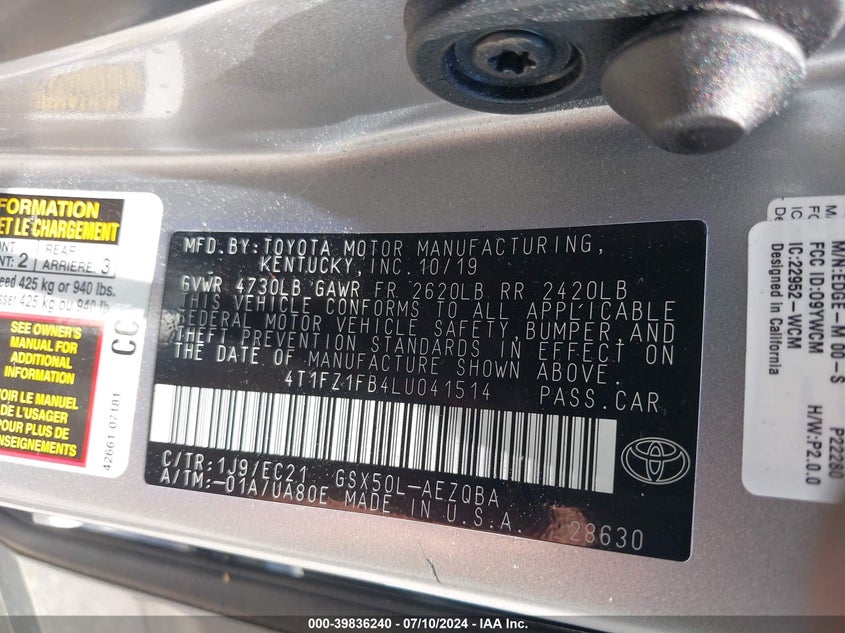 FORMATION
ET LE CHARGEMENT
: 2
REAR
ARRIERE: 3
425 kg or 940 lbs.
425 kg ou 940 lb
SEE OWNER'S
MANUAL FOR
ADDITIONAL
INFORMATION
Voir LE MANUEL
DE L'USAGER
POUR PLUS DE
42661-07181
CC
MFD. BY: TOYOTA MOTOR MANUFACTURING,
KENTUCKY, INC. 10/19
GVWR 4730LB GAWR FR 2620LB RR 2420LB
THIS VEHICLE CONFORMS TO ALL APPLICABLE
FEDERAL MOTOR VEHICLE SAFETY, BUMPER, AND
THEFT PREVENTION STANDARDS IN EFFECT ON
THE DATE OF MANUFACTURE SHOWN ABOVE.
4T1FZ1FB4LU041514 PASS. CAR
C/TR: 1J9/EC21 GSX50L-AEZQBA
A/TM: -01A/UA80E MADE IN U.S.A.
28630
M/N:EDGE-M 00-S P22280
FCC ID:O9YWCM H/W:P2.0.0
IC:22952-WCM
Designed in California
000-39836240 - 07/10/2024 - IAA Inc.